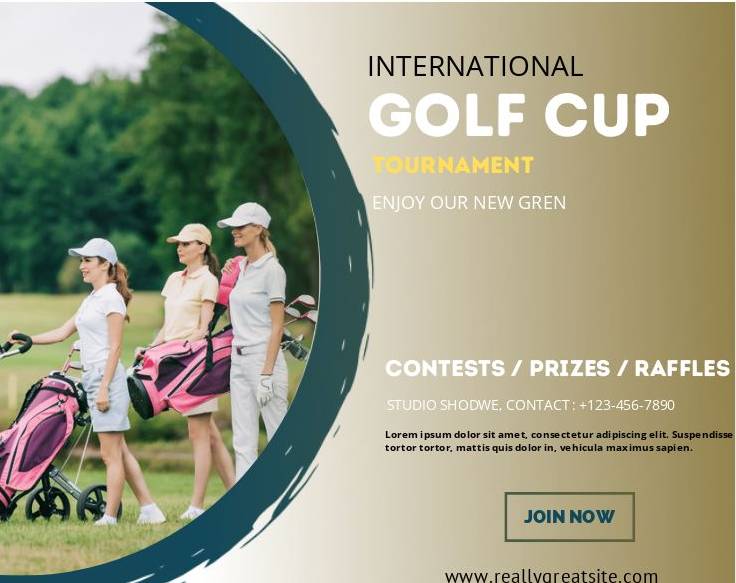 INTERNATIONAL
GOLF CUP
TOURNAMENT
ENJOY OUR NEW GREN
CONTESTS / PRIZES / RAFFLES
STUDIO SHODWE, CONTACT : +123-456-7890
Lorem ipsum dolor sit amet, consectetur adipiscing elit. Suspendisse
tortor tortor, mattis quis dolor in, vehicula maximus sapien.
JOIN NOW
www.reallygreatsite.com